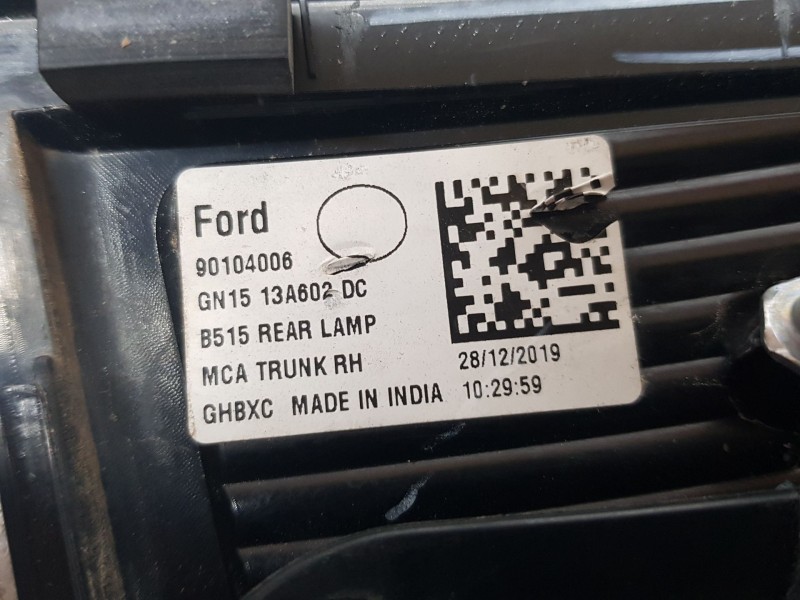 Ford
90104006
GN15 13A602 DC
B515 REAR LAMP
MCA TRUNK RH
28/12/2019
GHBXC MADE IN INDIA
10:29:59